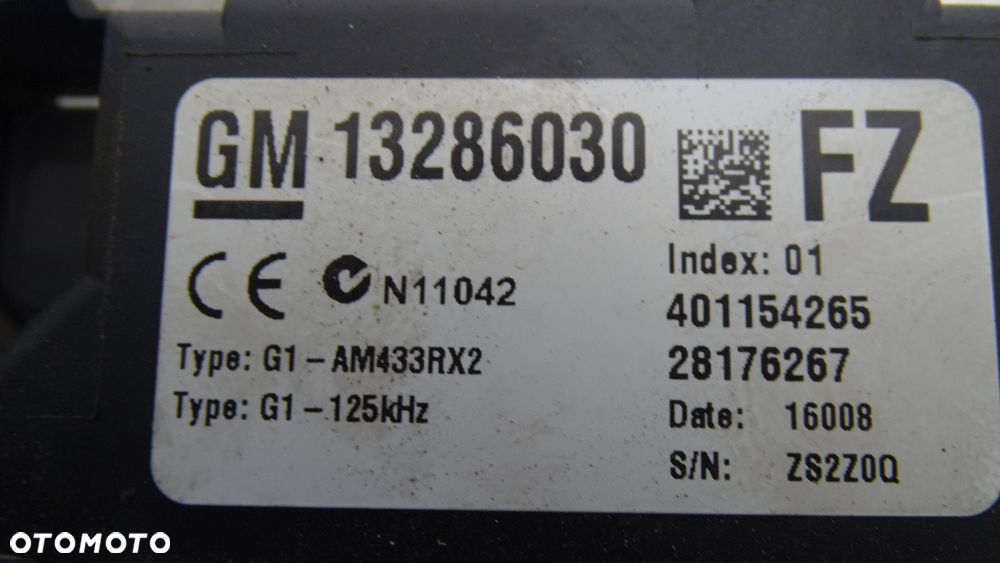 GM 13286030 FZ
CE N11042
Index: 01
401154265
Type: G1-AM433RX2
28176267
Type: G1-125kHz
Date: 16008
S/N: ZS2Z0Q
OTOMOTO